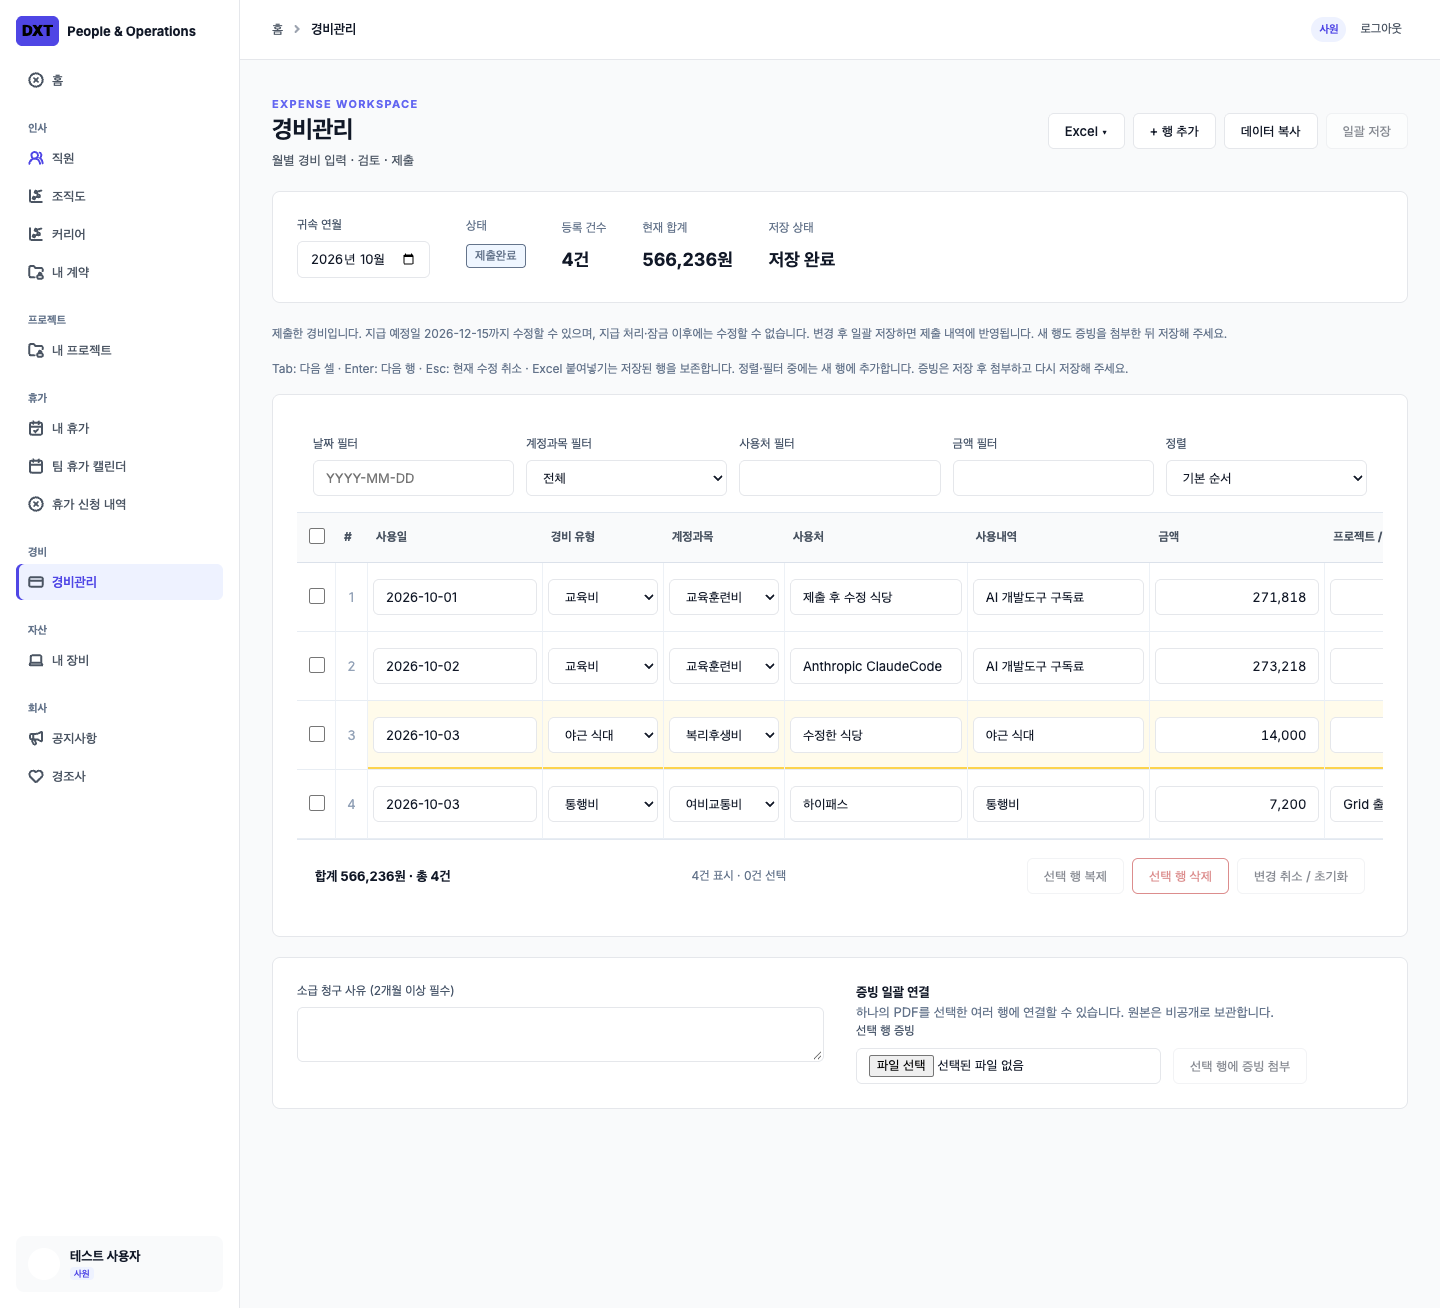 DXT People & Operations
홈
인사
직원
조직도
커리어
내 계약
프로젝트
내 프로젝트
휴가
내 휴가
팀 휴가 캘린더
휴가 신청 내역
경비
경비관리
자산
내 장비
회사
공지사항
경조사
테스트 사용자
사원
홈 > 경비관리
사원 로그아웃
EXPENSE WORKSPACE
경비관리
월별 경비 입력 · 검토 · 제출
Excel ▾ + 행 추가 데이터 복사 일괄 저장
귀속 연월 상태 등록 건수 현재 합계 저장 상태
2026년 10월 제출완료 4건 566,236원 저장 완료
제출한 경비입니다. 지급 예정일 2026-12-15까지 수정할 수 있으며, 지급 처리·잠금 이후에는 수정할 수 없습니다. 변경 후 일괄 저장하면 제출 내역에 반영됩니다. 새 행도 증빙을 첨부한 뒤 저장해 주세요.
Tab: 다음 셀 · Enter: 다음 행 · Esc: 현재 수정 취소 · Excel 붙여넣기는 저장된 행을 보존합니다. 정렬·필터 중에는 새 행에 추가합니다. 증빙은 저장 후 첨부하고 다시 저장해 주세요.
날짜 필터 계정과목 필터 사용처 필터 금액 필터 정렬
YYYY-MM-DD 전체 기본 순서
# 사용일 경비 유형 계정과목 사용처 사용내역 금액 프로젝트 /
1 2026-10-01 교육비 교육훈련비 제출 후 수정 식당 AI 개발도구 구독료 271,818
2 2026-10-02 교육비 교육훈련비 Anthropic ClaudeCode AI 개발도구 구독료 273,218
3 2026-10-03 야근 식대 복리후생비 수정한 식당 야근 식대 14,000
4 2026-10-03 통행비 여비교통비 하이패스 통행비 7,200 Grid 출
합계 566,236원 · 총 4건 4건 표시 · 0건 선택 선택 행 복제 선택 행 삭제 변경 취소 / 초기화
소급 청구 사유 (2개월 이상 필수)
증빙 일괄 연결
하나의 PDF를 선택한 여러 행에 연결할 수 있습니다. 원본은 비공개로 보관합니다.
선택 행 증빙
파일 선택 선택된 파일 없음 선택 행에 증빙 첨부